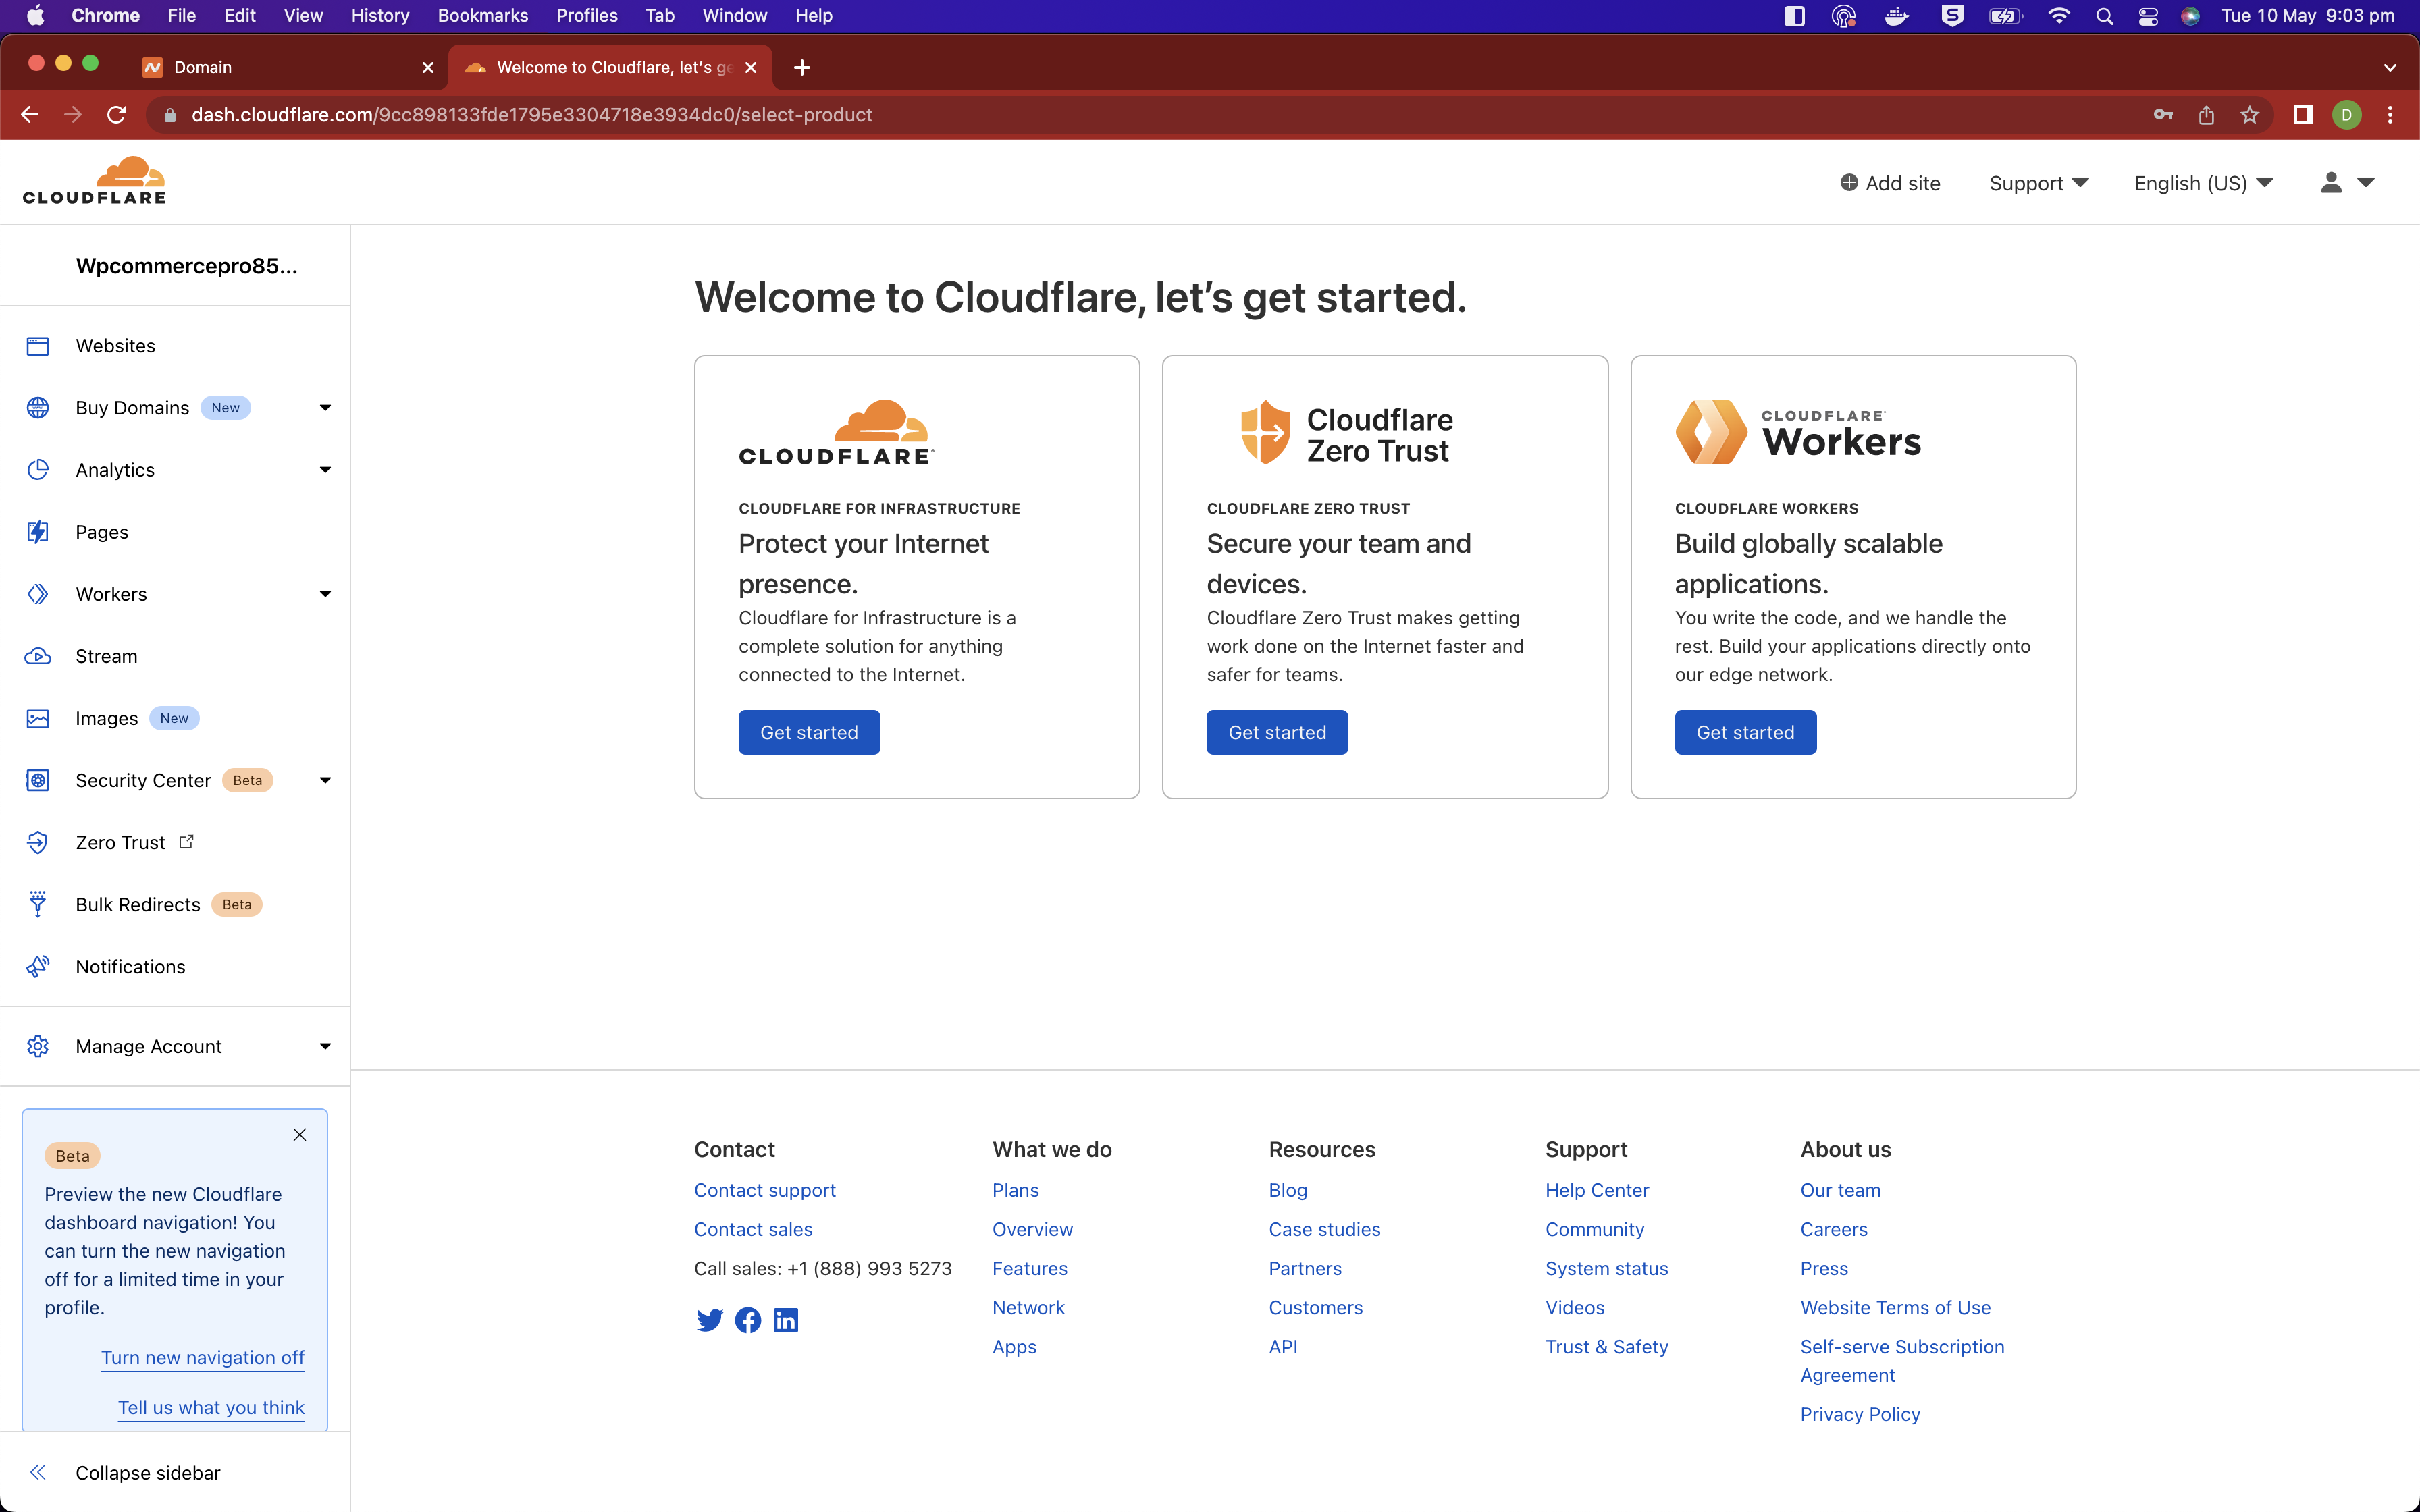 Chrome File Edit View History Bookmarks Profiles Tab Window Help Tue 10 May 9:03 pm
Domain
Welcome to Cloudflare, let's ge
dash.cloudflare.com/9cc898133fde1795e3304718e3934dc0/select-product
D
CLOUDFLARE
Add site Support English (US)
Wpcommercepro85...
Websites
Buy Domains New
Analytics
Pages
Workers
Stream
Images New
Security Center Beta
Zero Trust
Bulk Redirects Beta
Notifications
Manage Account
Beta
Preview the new Cloudflare
dashboard navigation! You
can turn the new navigation
off for a limited time in your
profile.
Turn new navigation off
Tell us what you think
Collapse sidebar
Welcome to Cloudflare, let's get started.
CLOUDFLARE
CLOUDFLARE FOR INFRASTRUCTURE
Protect your Internet
presence.
Cloudflare for Infrastructure is a
complete solution for anything
connected to the Internet.
Get started
Cloudflare
Zero Trust
CLOUDFLARE ZERO TRUST
Secure your team and
devices.
Cloudflare Zero Trust makes getting
work done on the Internet faster and
safer for teams.
Get started
CLOUDFLARE
Workers
CLOUDFLARE WORKERS
Build globally scalable
applications.
You write the code, and we handle the
rest. Build your applications directly onto
our edge network.
Get started
Contact
Contact support
Contact sales
Call sales: +1 (888) 993 5273
What we do
Plans
Overview
Features
Network
Apps
Resources
Blog
Case studies
Partners
Customers
API
Support
Help Center
Community
System status
Videos
Trust & Safety
About us
Our team
Careers
Press
Website Terms of Use
Self-serve Subscription
Agreement
Privacy Policy